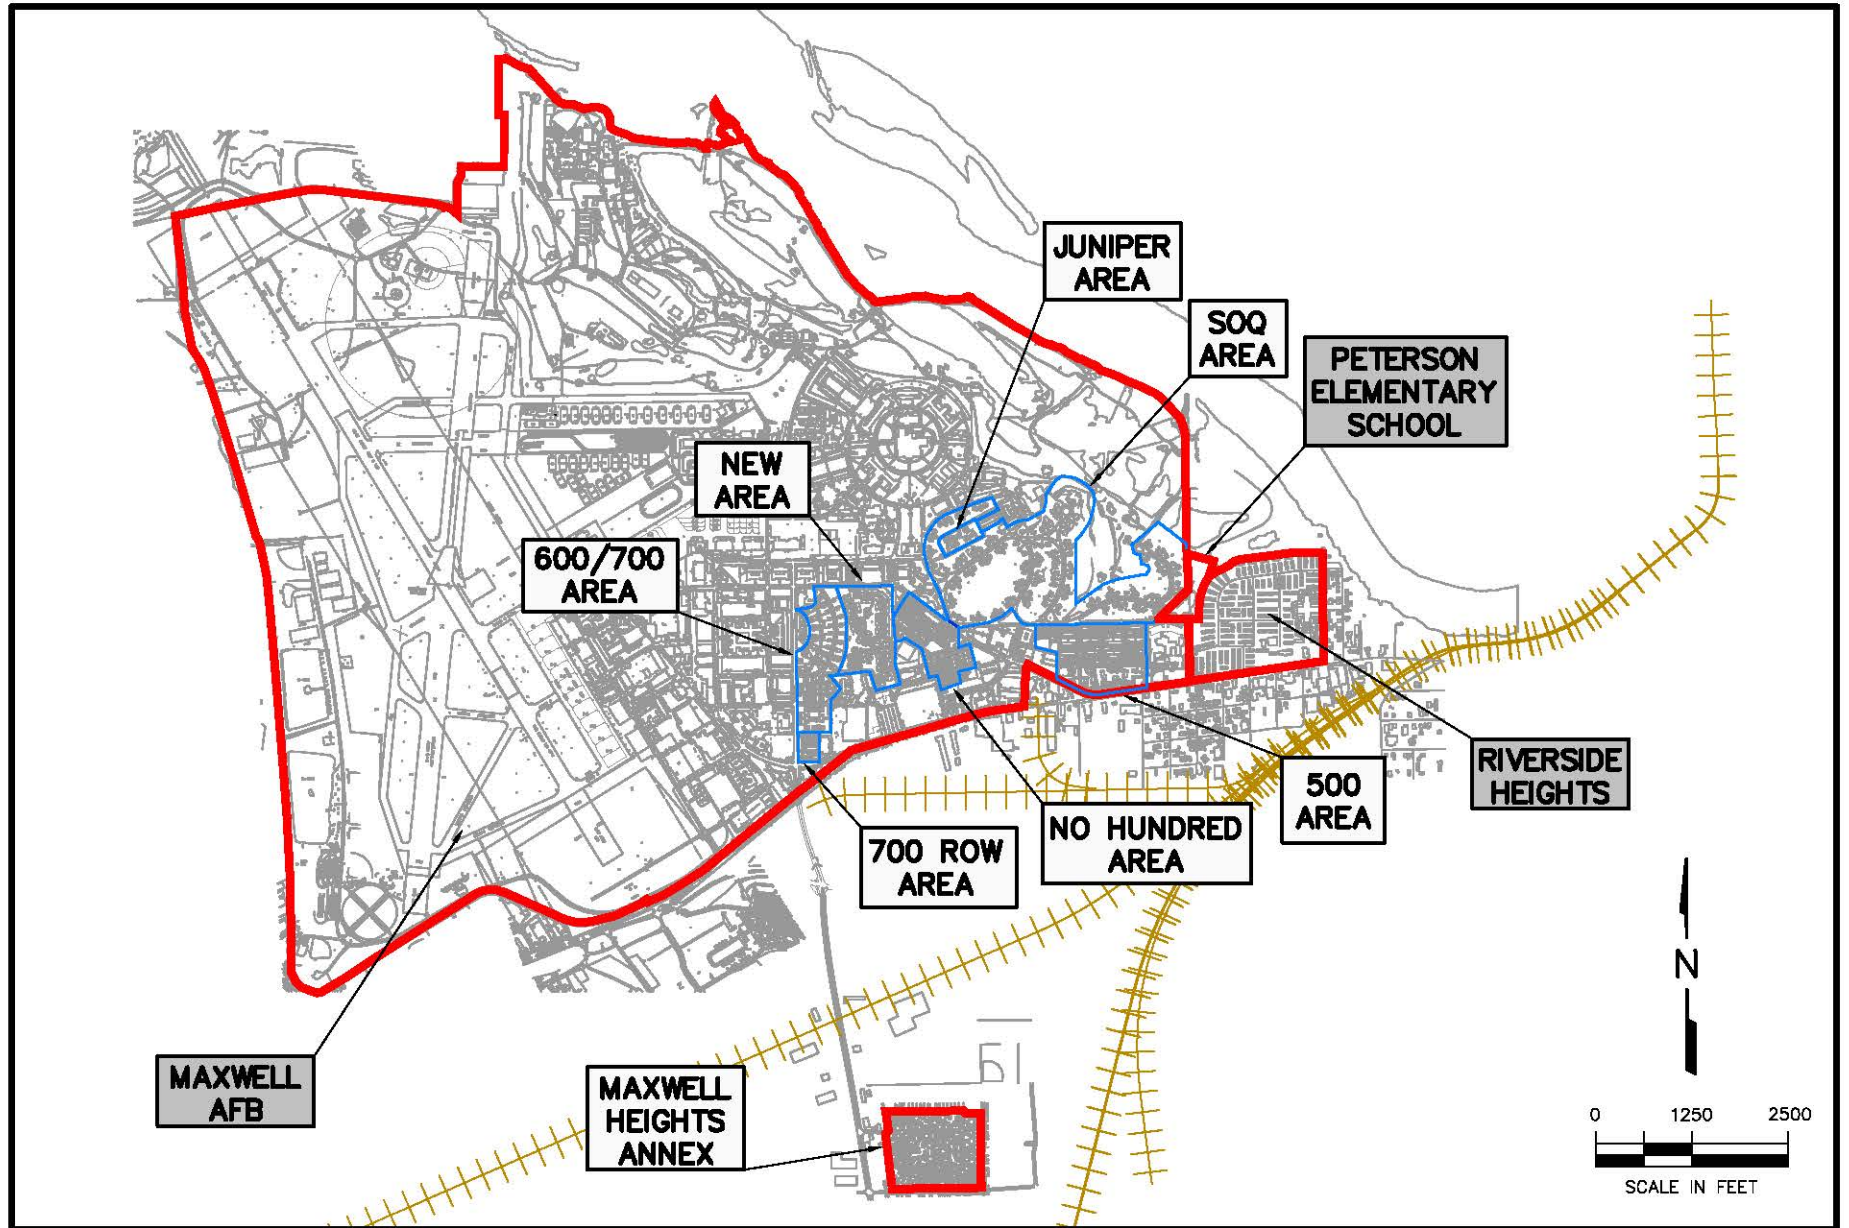 JUNIPER
AREA
SOQ
AREA
PETERSON
ELEMENTARY
SCHOOL
NEW
AREA
600/700
AREA
RIVERSIDE
HEIGHTS
500
AREA
NO HUNDRED
AREA
700 ROW
AREA
MAXWELL
AFB
MAXWELL
HEIGHTS
ANNEX
N
0 1250 2500
SCALE IN FEET